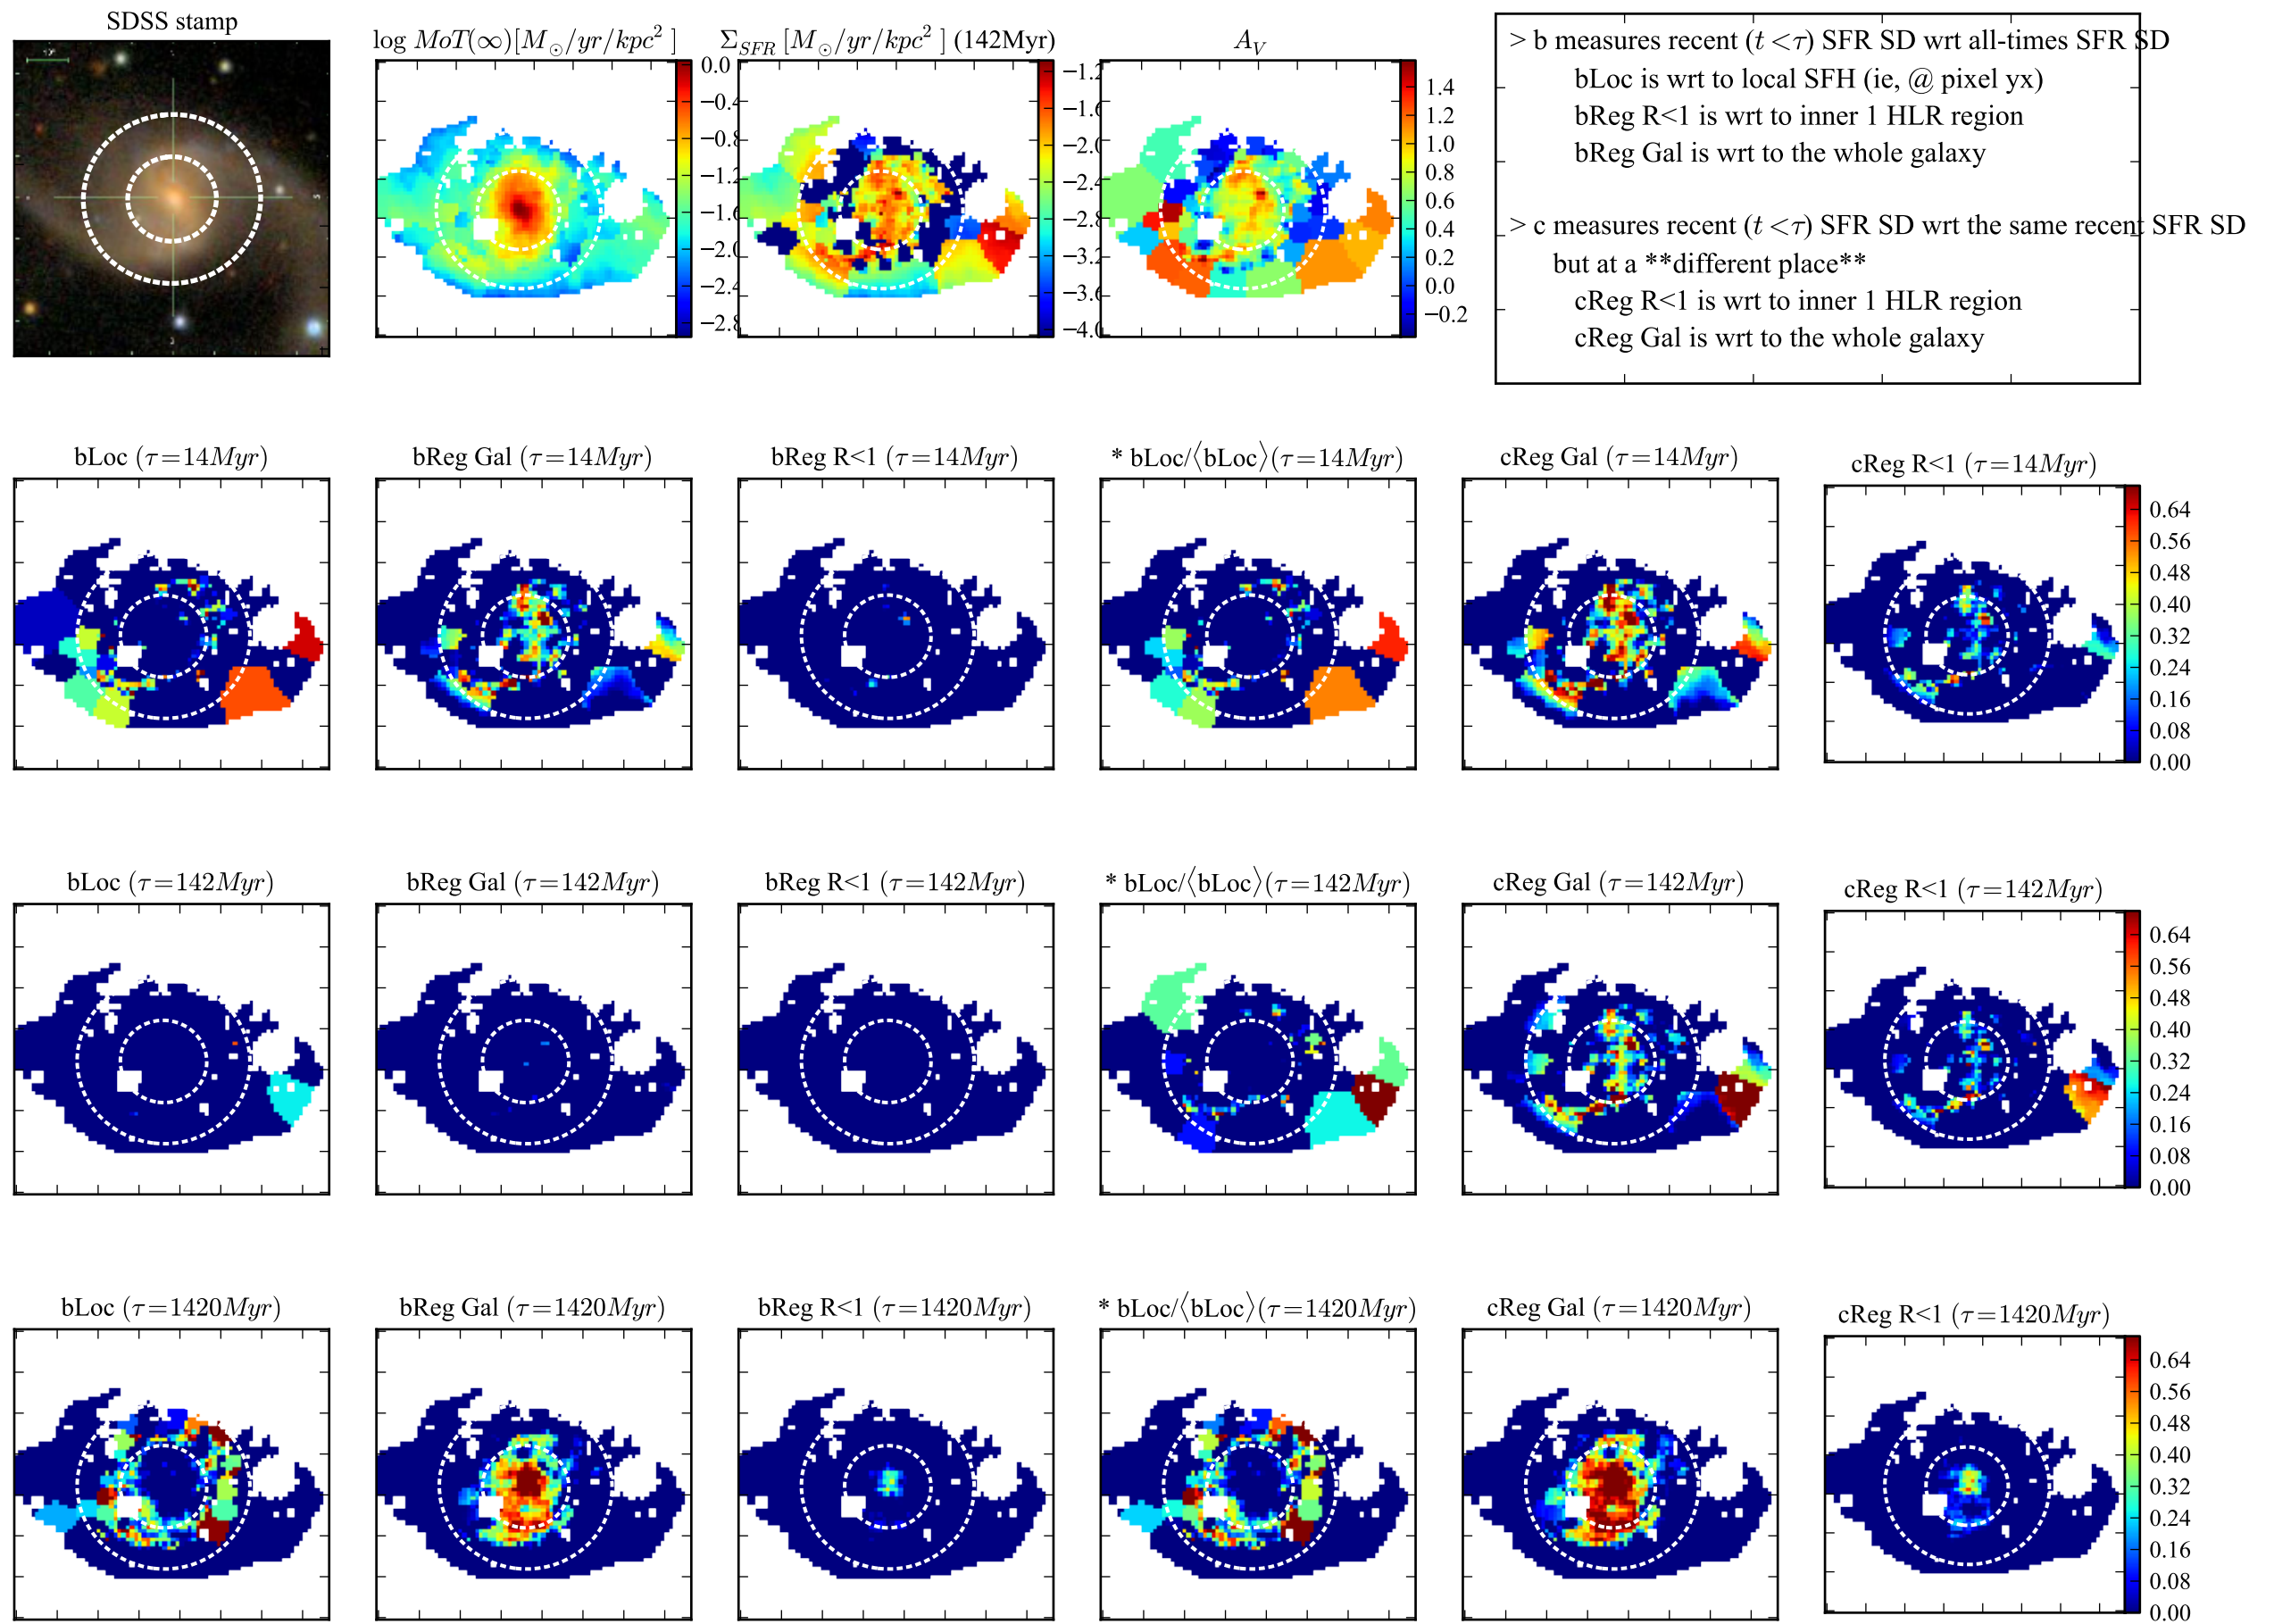 SDSS stamp
log MoT(∞)[M⊙/yr/kpc² ]
Σ_SFR [M⊙/yr/kpc² ] (142Myr)
A_V
0.0
−0.4
−0.8
−1.2
−1.6
−2.0
−2.4
−2.8
−1.2
−1.6
−2.0
−2.4
−2.8
−3.2
−3.6
−4.0
1.4
1.2
1.0
0.8
0.6
0.4
0.2
0.0
−0.2
> b measures recent (t <τ) SFR SD wrt all-times SFR SD
bLoc is wrt to local SFH (ie, @ pixel yx)
bReg R<1 is wrt to inner 1 HLR region
bReg Gal is wrt to the whole galaxy
> c measures recent (t <τ) SFR SD wrt the same recent SFR SD
but at a **different place**
cReg R<1 is wrt to inner 1 HLR region
cReg Gal is wrt to the whole galaxy
bLoc (τ=14Myr)
bReg Gal (τ=14Myr)
bReg R<1 (τ=14Myr)
* bLoc/⟨bLoc⟩(τ=14Myr)
cReg Gal (τ=14Myr)
cReg R<1 (τ=14Myr)
0.64
0.56
0.48
0.40
0.32
0.24
0.16
0.08
0.00
bLoc (τ=142Myr)
bReg Gal (τ=142Myr)
bReg R<1 (τ=142Myr)
* bLoc/⟨bLoc⟩(τ=142Myr)
cReg Gal (τ=142Myr)
cReg R<1 (τ=142Myr)
0.64
0.56
0.48
0.40
0.32
0.24
0.16
0.08
0.00
bLoc (τ=1420Myr)
bReg Gal (τ=1420Myr)
bReg R<1 (τ=1420Myr)
* bLoc/⟨bLoc⟩(τ=1420Myr)
cReg Gal (τ=1420Myr)
cReg R<1 (τ=1420Myr)
0.64
0.56
0.48
0.40
0.32
0.24
0.16
0.08
0.00